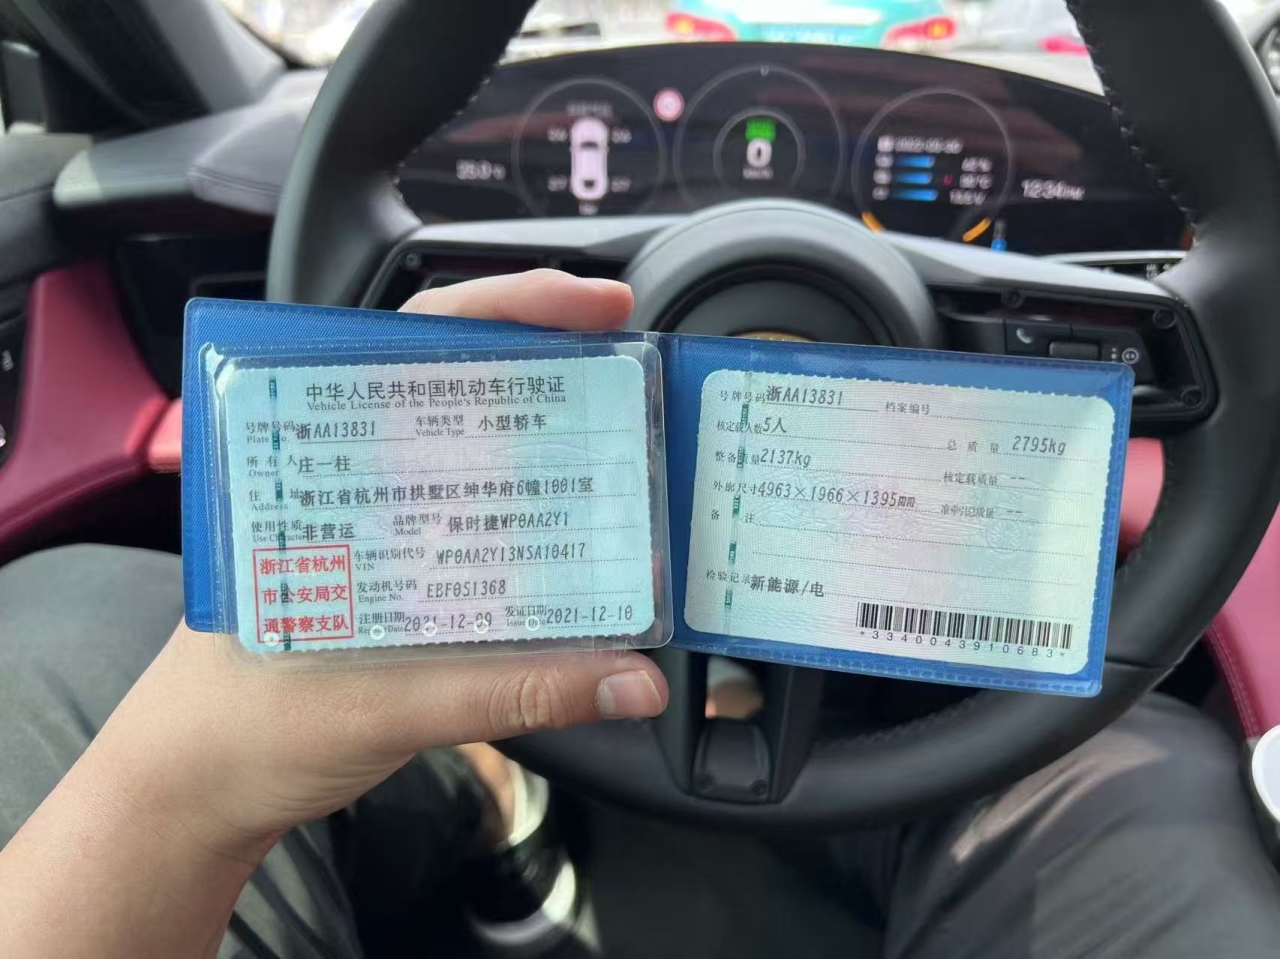 中华人民共和国机动车行驶证
Vehicle License of the People's Republic of China
号牌号码 浙AA13831 车辆类型 小型轿车
Plate No. Vehicle Type
所有人 庄一柱
Owner
住址 浙江省杭州市拱墅区绅华府6幢1001室
Address
使用性质 非营运 品牌型号 保时捷WP0AA2Y1
Use Character Model
浙江省杭州
市公安局交
通警察支队
车辆识别代号 WP0AA2Y13NSA10417
VIN
发动机号码 EBF051368
Engine No.
注册日期 2021-12-09 发证日期 2021-12-10
Register Date Issue Date
号牌号码 浙AA13831 档案编号
核定载人数 5人 总质量 2795kg
整备质量 2137kg 核定载质量 --
外廓尺寸 4963×1966×1395mm 准牵引总质量 --
备注
检验记录 新能源/电
*3340043910683*
0
12:34PM